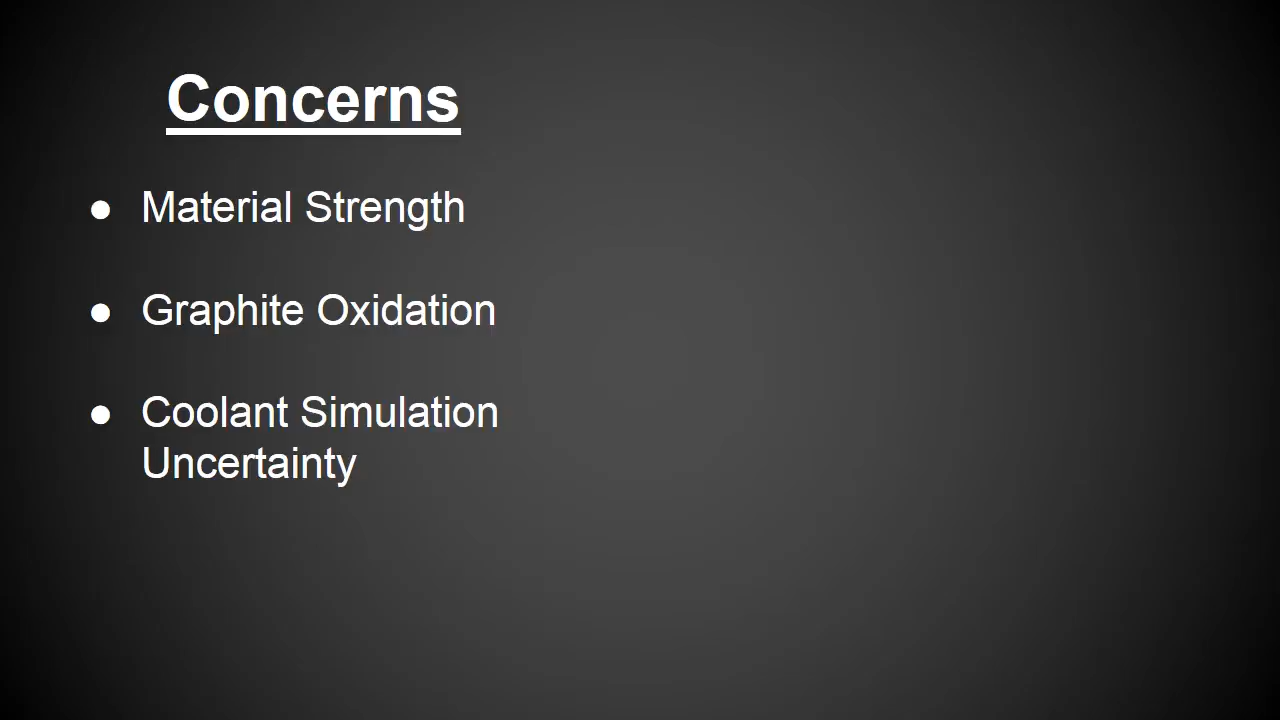 Concerns
● Material Strength
● Graphite Oxidation
● Coolant Simulation
Uncertainty